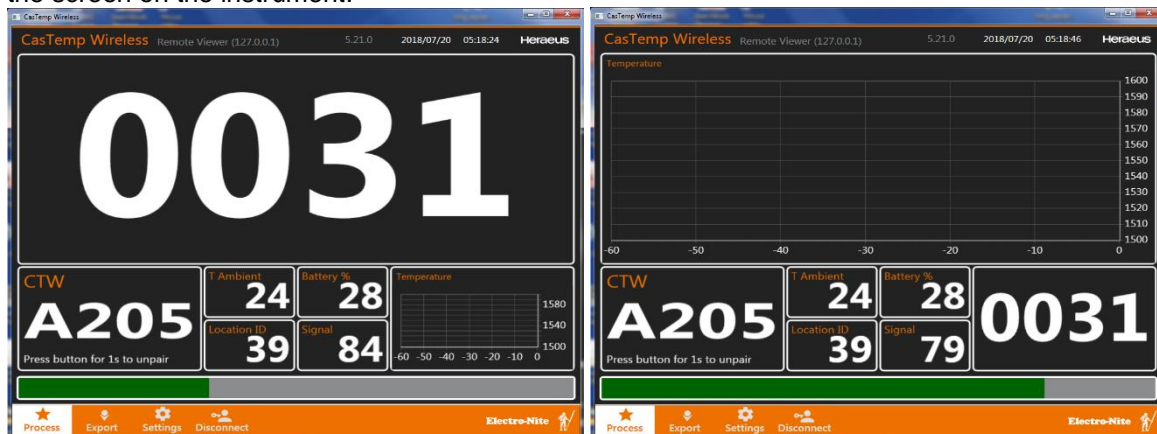 the screen on the instrument.
CasTemp Wireless
CasTemp Wireless Remote Viewer (127.0.0.1) 5.21.0 2018/07/20 05:18:24 Heraeus
0031
CTW
A205
Press button for 1s to unpair
T Ambient
24
Battery %
28
Location ID
39
Signal
84
Temperature
1580
1540
1500
-60 -50 -40 -30 -20 -10 0
Process Export Settings Disconnect Electro-Nite
CasTemp Wireless
CasTemp Wireless Remote Viewer (127.0.0.1) 5.21.0 2018/07/20 05:18:46 Heraeus
Temperature
1600
1590
1580
1570
1560
1550
1540
1530
1520
1510
1500
-60 -50 -40 -30 -20 -10 0
CTW
A205
Press button for 1s to unpair
T Ambient
24
Battery %
28
Location ID
39
Signal
79
0031
Process Export Settings Disconnect Electro-Nite